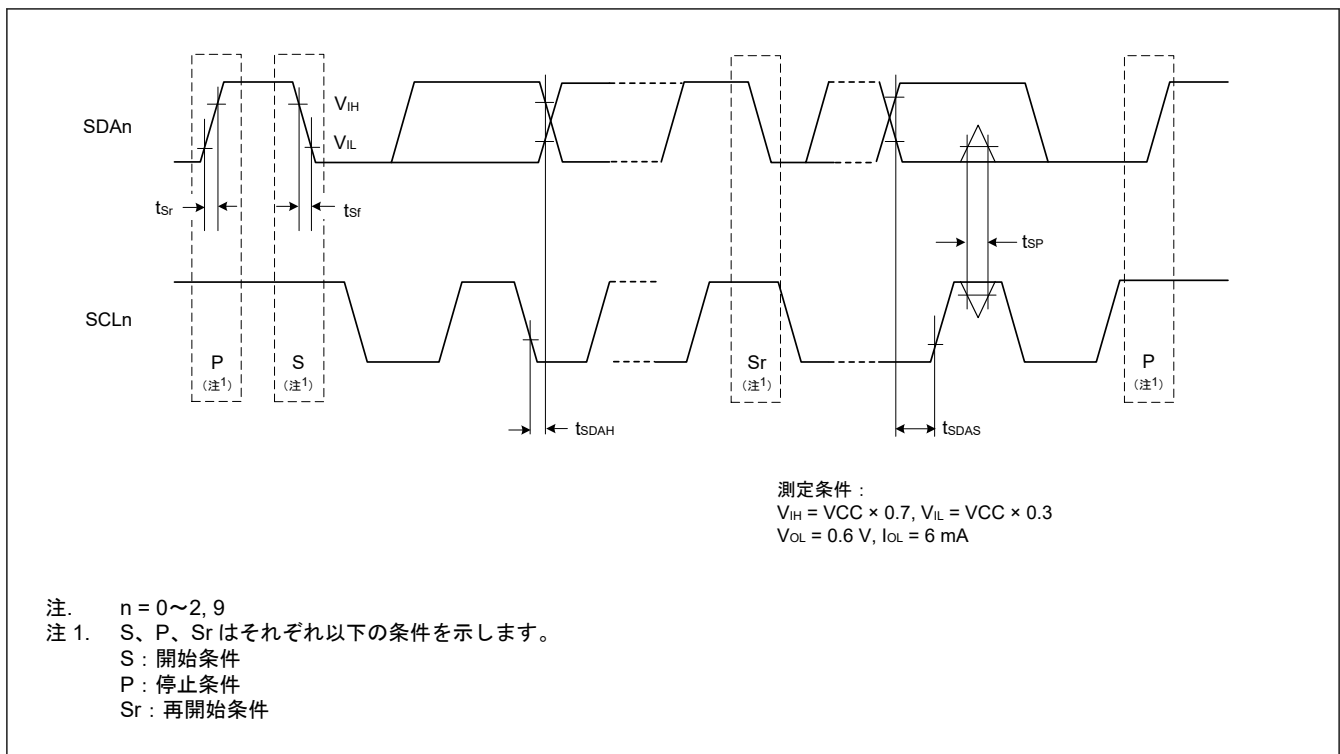 SDAn
VIH
VIL
tSr
tSf
tSP
SCLn
P
(注1)
S
(注1)
Sr
(注1)
P
(注1)
tSDAH
tSDAS
測定条件：
VIH = VCC × 0.7, VIL = VCC × 0.3
VOL = 0.6 V, IOL = 6 mA
注. n = 0～2, 9
注 1. S、P、Sr はそれぞれ以下の条件を示します。
S：開始条件
P：停止条件
Sr：再開始条件